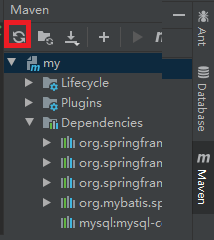 Maven
my
Lifecycle
Plugins
Dependencies
org.springfran
org.springfran
org.springfran
org.mybatis.sp
mysql:mysql-c
Ant
Database
Maven